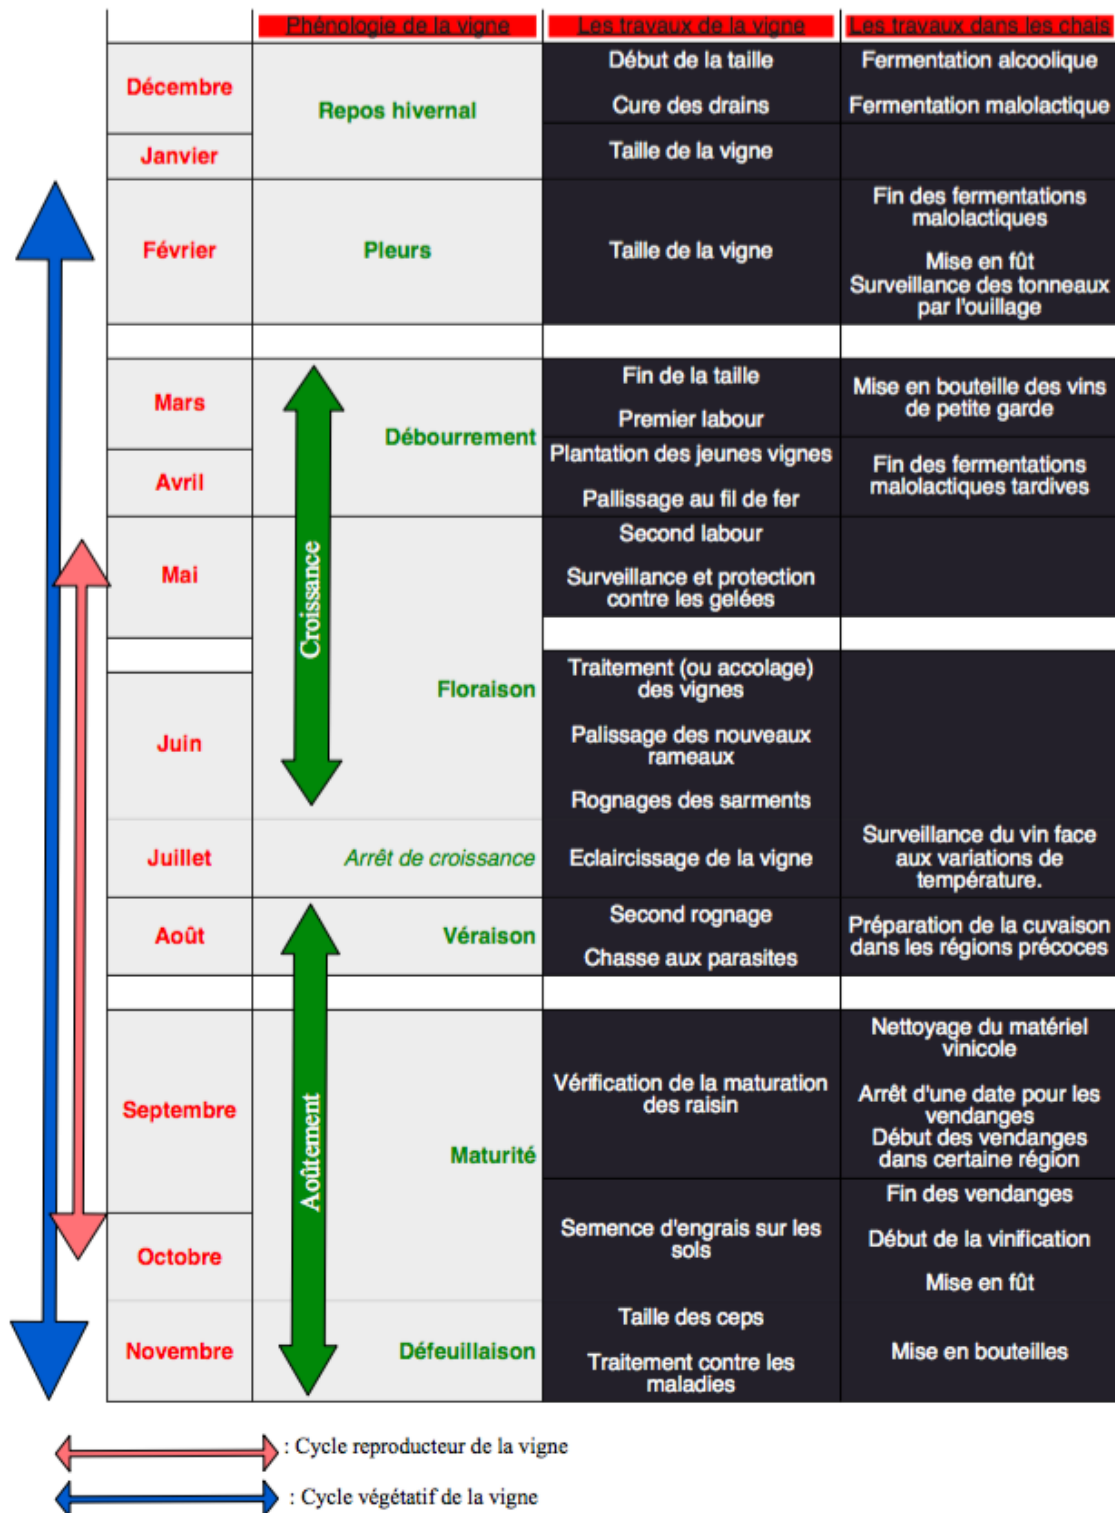 Phénologie de la vigne
Les travaux de la vigne
Les travaux dans les chais
Décembre
Repos hivernal
Début de la taille
Cure des drains
Fermentation alcoolique
Fermentation malolactique
Janvier
Taille de la vigne
Février
Pleurs
Taille de la vigne
Fin des fermentations
malolactiques
Mise en fût
Surveillance des tonneaux
par l'ouillage
Mars
Débourrement
Fin de la taille
Premier labour
Mise en bouteille des vins
de petite garde
Avril
Plantation des jeunes vignes
Pallissage au fil de fer
Fin des fermentations
malolactiques tardives
Croissance
Mai
Second labour
Surveillance et protection
contre les gelées
Floraison
Juin
Traitement (ou accolage)
des vignes
Palissage des nouveaux
rameaux
Rognages des sarments
Juillet
Arrêt de croissance
Eclaircissage de la vigne
Surveillance du vin face
aux variations de
température.
Août
Véraison
Second rognage
Chasse aux parasites
Préparation de la cuvaison
dans les régions précoces
Aoûtement
Septembre
Maturité
Vérification de la maturation
des raisin
Nettoyage du matériel
vinicole
Arrêt d'une date pour les
vendanges
Début des vendanges
dans certaine région
Octobre
Semence d'engrais sur les
sols
Fin des vendanges
Début de la vinification
Mise en fût
Novembre
Défeuillaison
Taille des ceps
Traitement contre les
maladies
Mise en bouteilles
: Cycle reproducteur de la vigne
: Cycle végétatif de la vigne